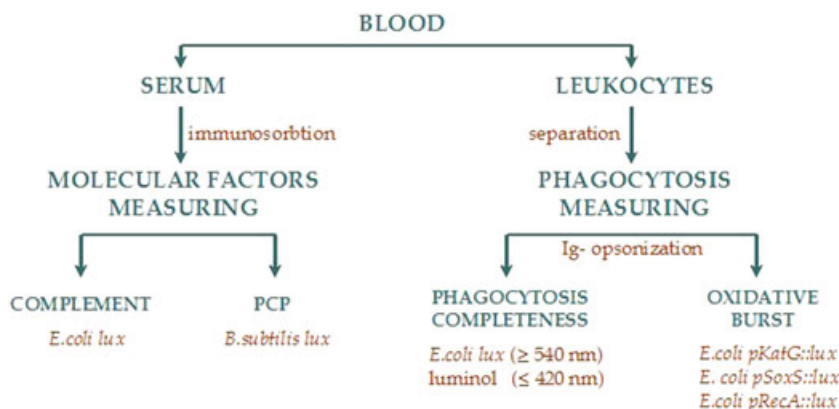 BLOOD
SERUM
LEUKOCYTES
immunosorbtion
separation
MOLECULAR FACTORS
MEASURING
PHAGOCYTOSIS
MEASURING
Ig- opsonization
COMPLEMENT
E.coli lux
PCP
B.subtilis lux
PHAGOCYTOSIS
COMPLETENESS
E.coli lux (≥ 540 nm)
luminol (≤ 420 nm)
OXIDATIVE
BURST
E.coli pKatG::lux
E. coli pSoxS::lux
E.coli pRecA::lux